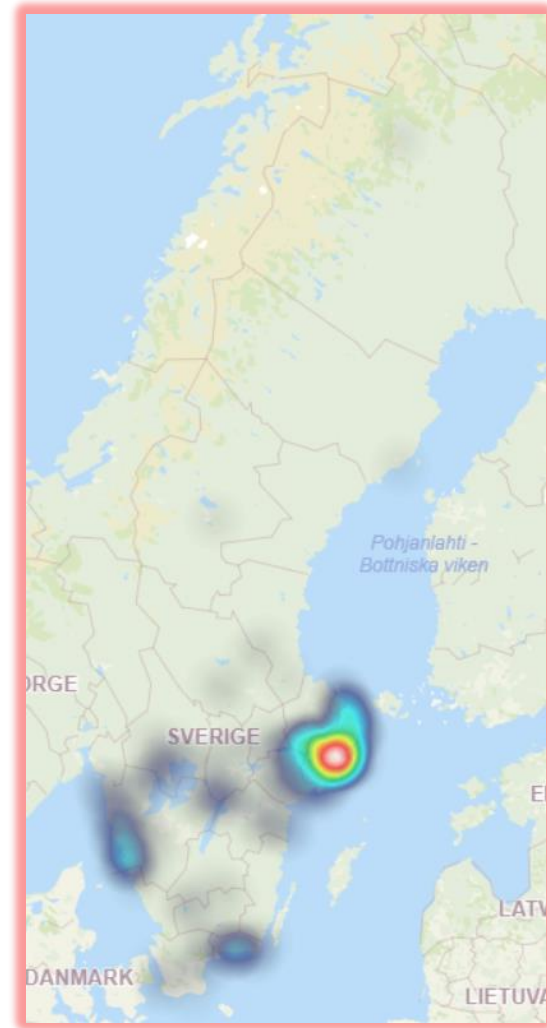 Pohjanlahti -
Bottniska viken
ORGE
SVERIGE
E
LATV
DANMARK
LIETUVA